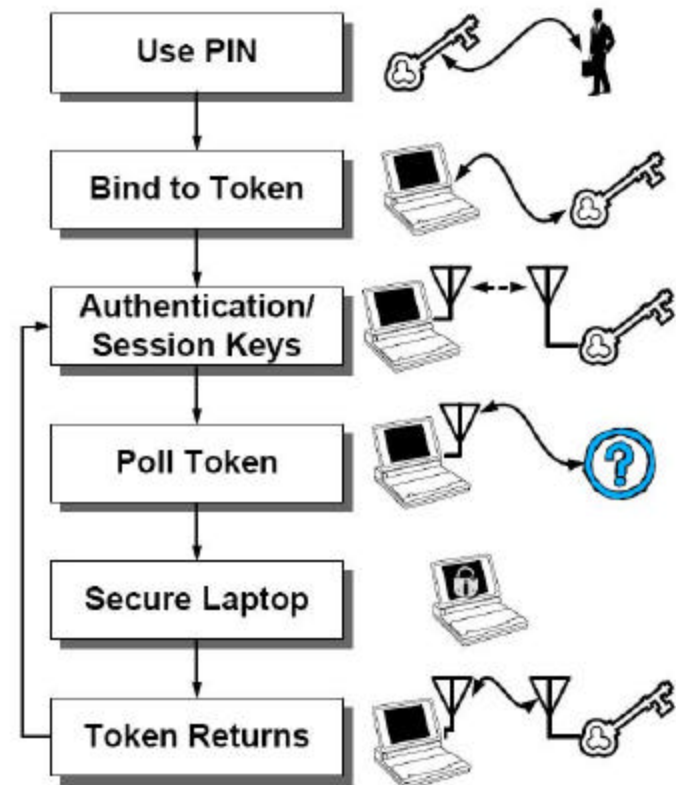 Use PIN
Bind to Token
Authentication/
Session Keys
Poll Token
?
Secure Laptop
Token Returns